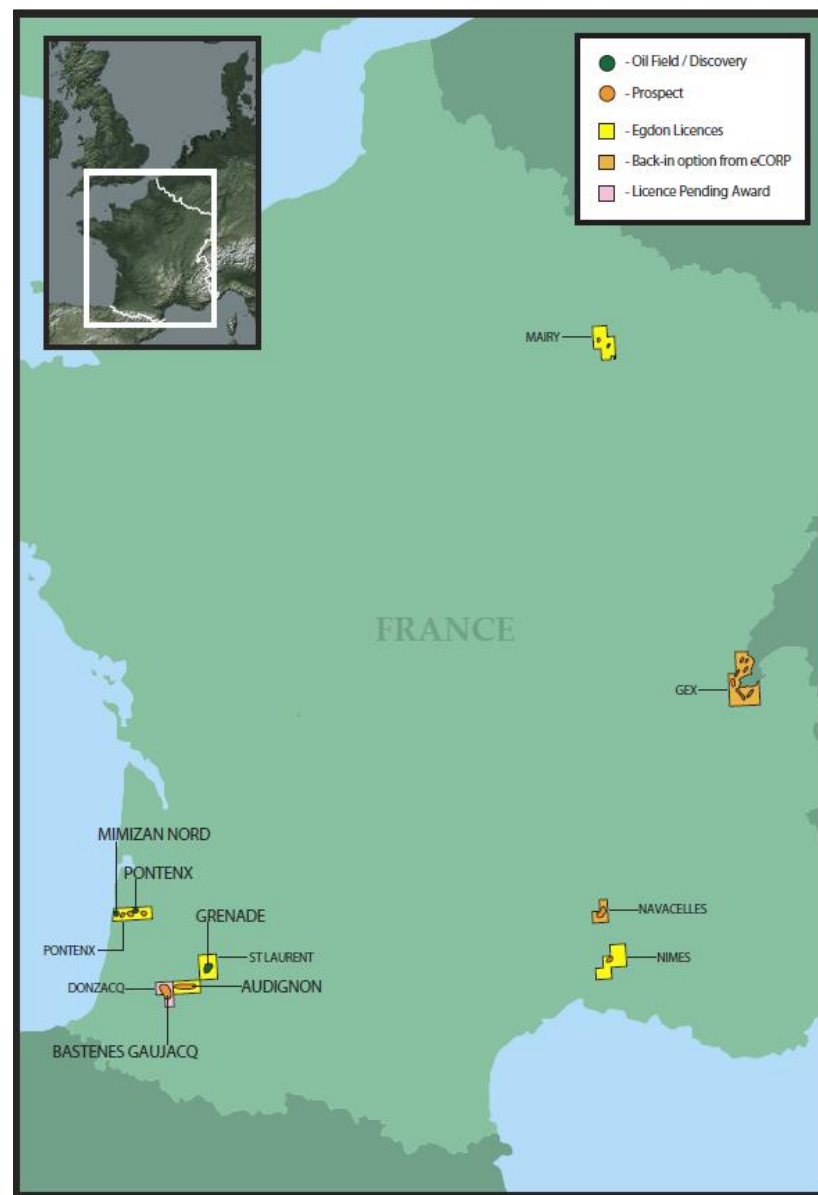 - Oil Field / Discovery
- Prospect
- Egdon Licences
- Back-in option from eCORP
- Licence Pending Award
MAIRY
FRANCE
GEX
MIMIZAN NORD
PONTENX
GRENADE
NAVACELLES
PONTENX
ST LAURENT
NIMES
DONZACQ
AUDIGNON
BASTENES GAUJACQ